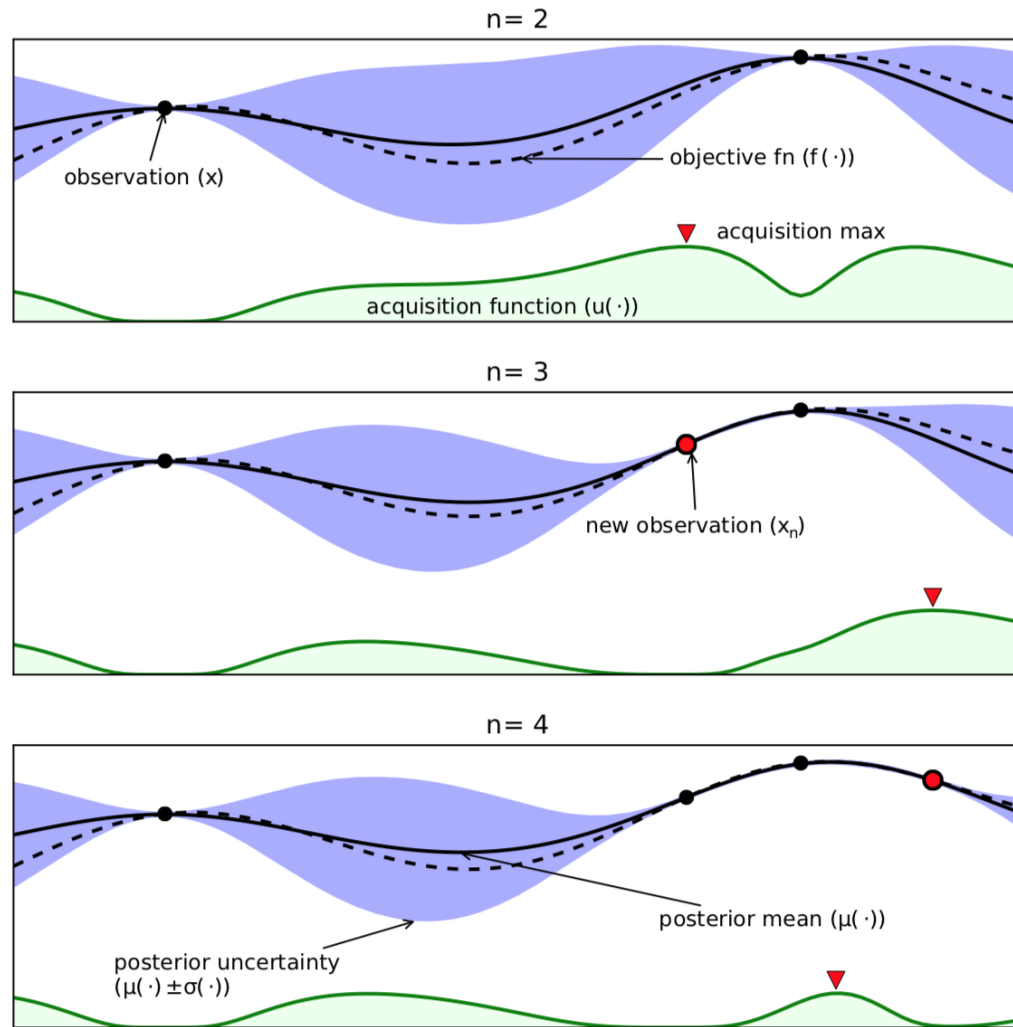 n= 2
observation (x)
objective fn (f(·))
acquisition max
acquisition function (u(·))
n= 3
new observation (xₙ)
n= 4
posterior mean (μ(·))
posterior uncertainty
(μ(·)±σ(·))